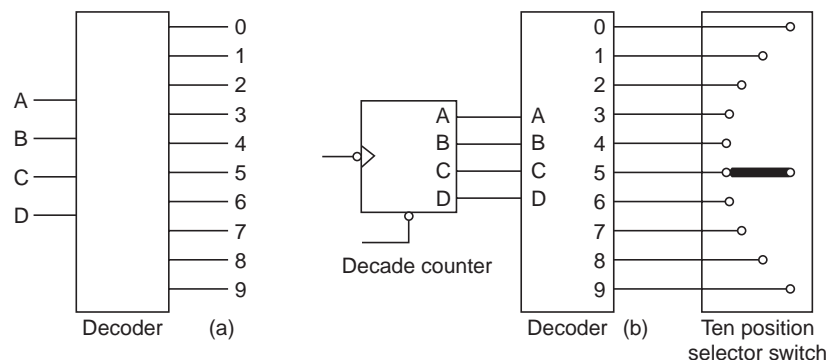 0
1
2
3
4
5
6
7
8
9
A
B
C
D
Decoder (a)
A
B
C
D
Decade counter
A
B
C
D
0
1
2
3
4
5
6
7
8
9
Decoder (b)
Ten position
selector switch